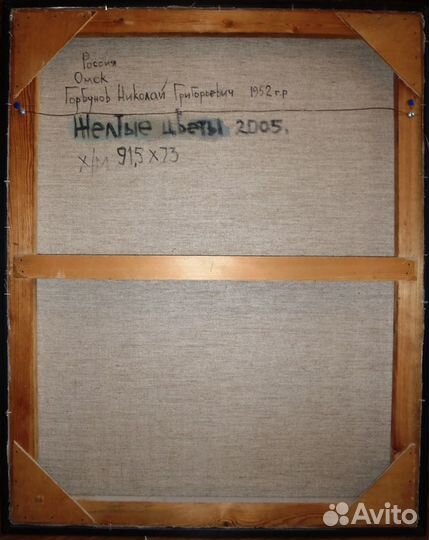 Россия
Омск
Горбунов Николай Григорьевич 1952 г.р
Желтые цветы 2005.
х/м 91,5 х 73
Avito